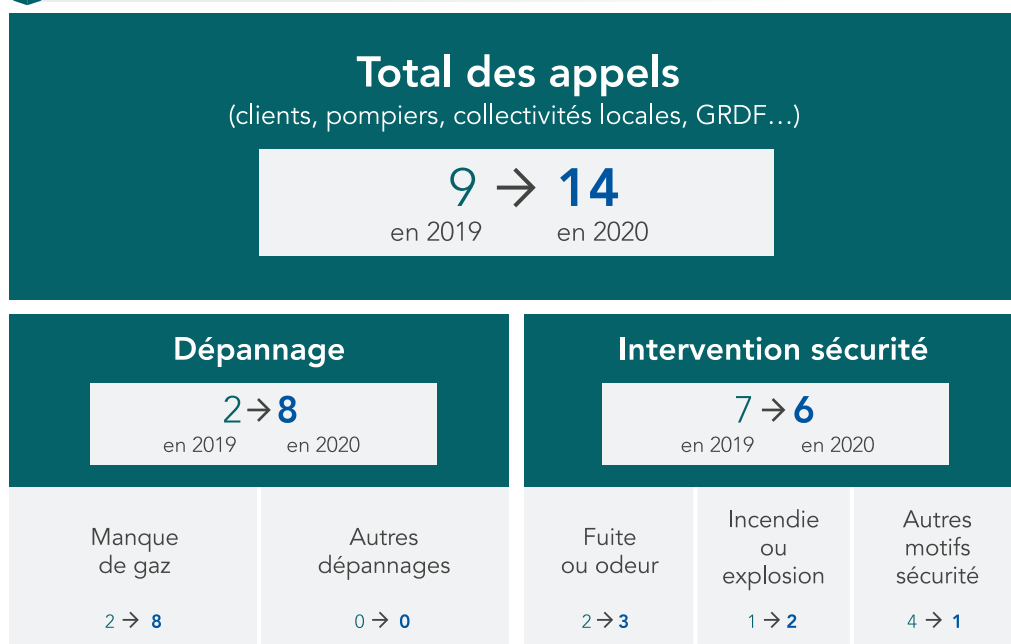 Total des appels
(clients, pompiers, collectivités locales, GRDF…)
9 → 14
en 2019 en 2020
Dépannage
2 → 8
en 2019 en 2020
Manque
de gaz
2 → 8
Autres
dépannages
0 → 0
Intervention sécurité
7 → 6
en 2019 en 2020
Fuite
ou odeur
2 → 3
Incendie
ou
explosion
1 → 2
Autres
motifs
sécurité
4 → 1